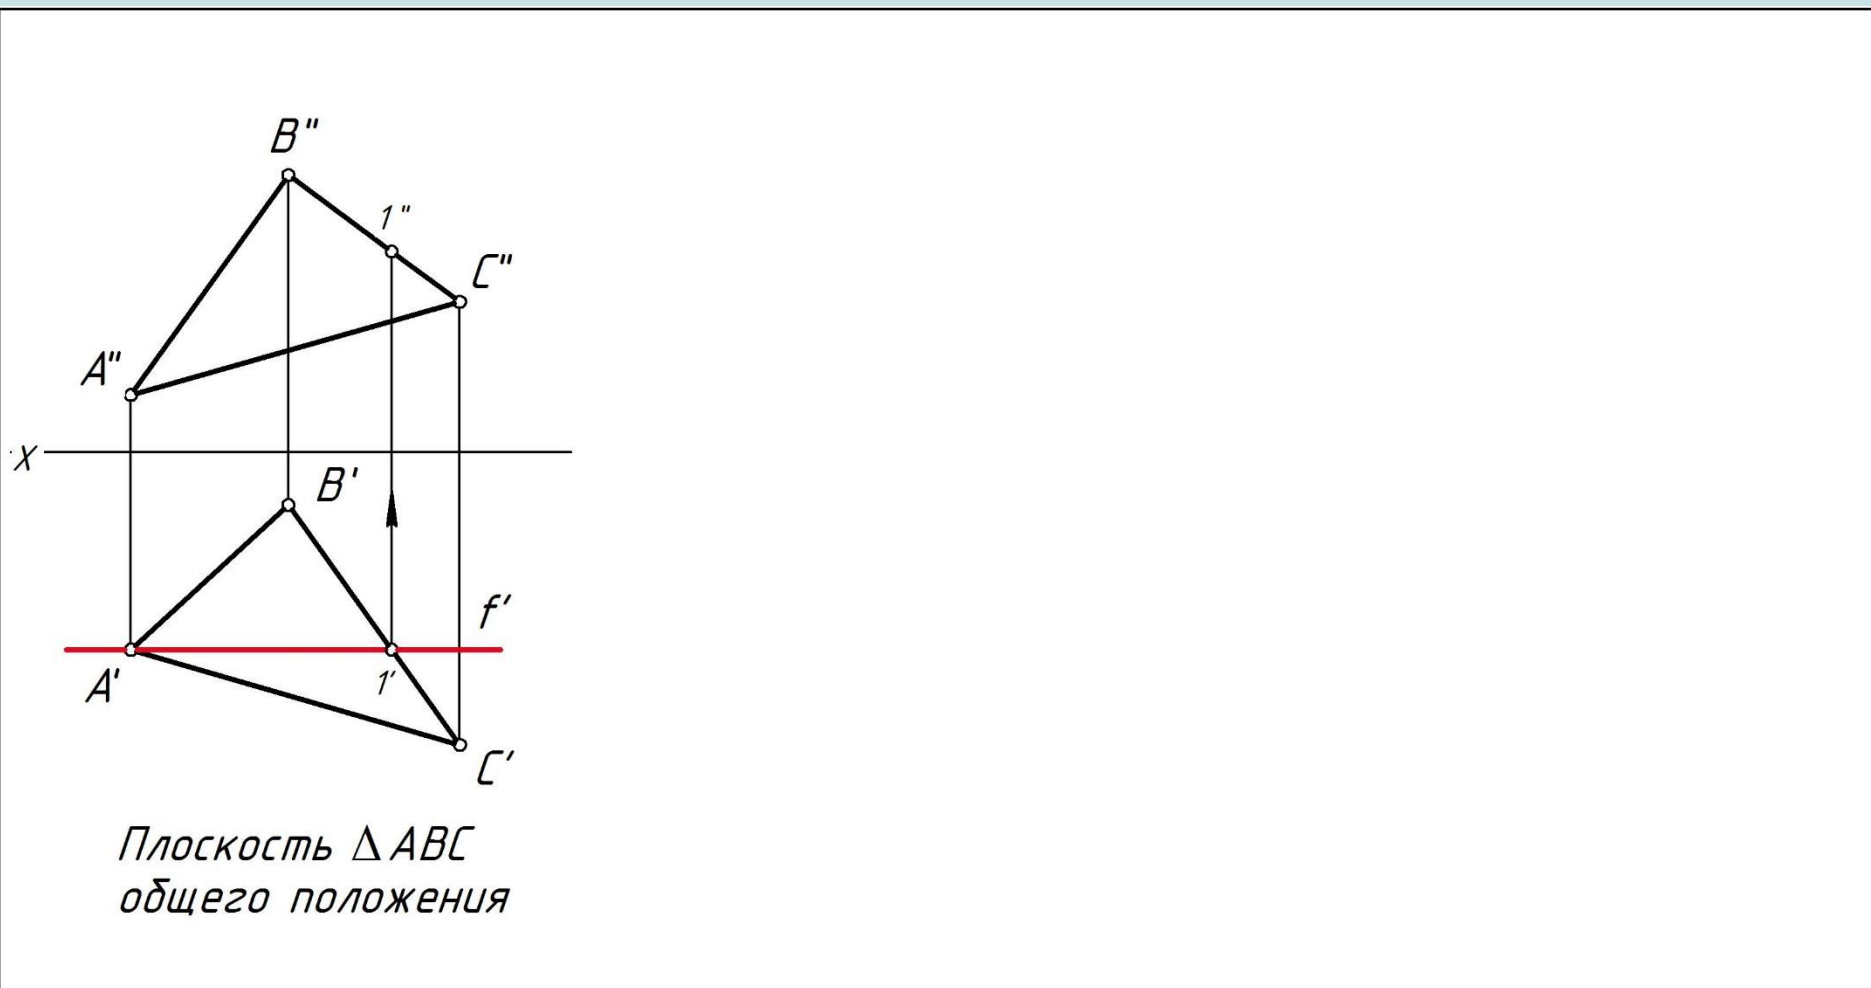 B"
1"
C"
A"
X
B'
f'
A'
1'
C'
Плоскость Δ ABC
общего положения